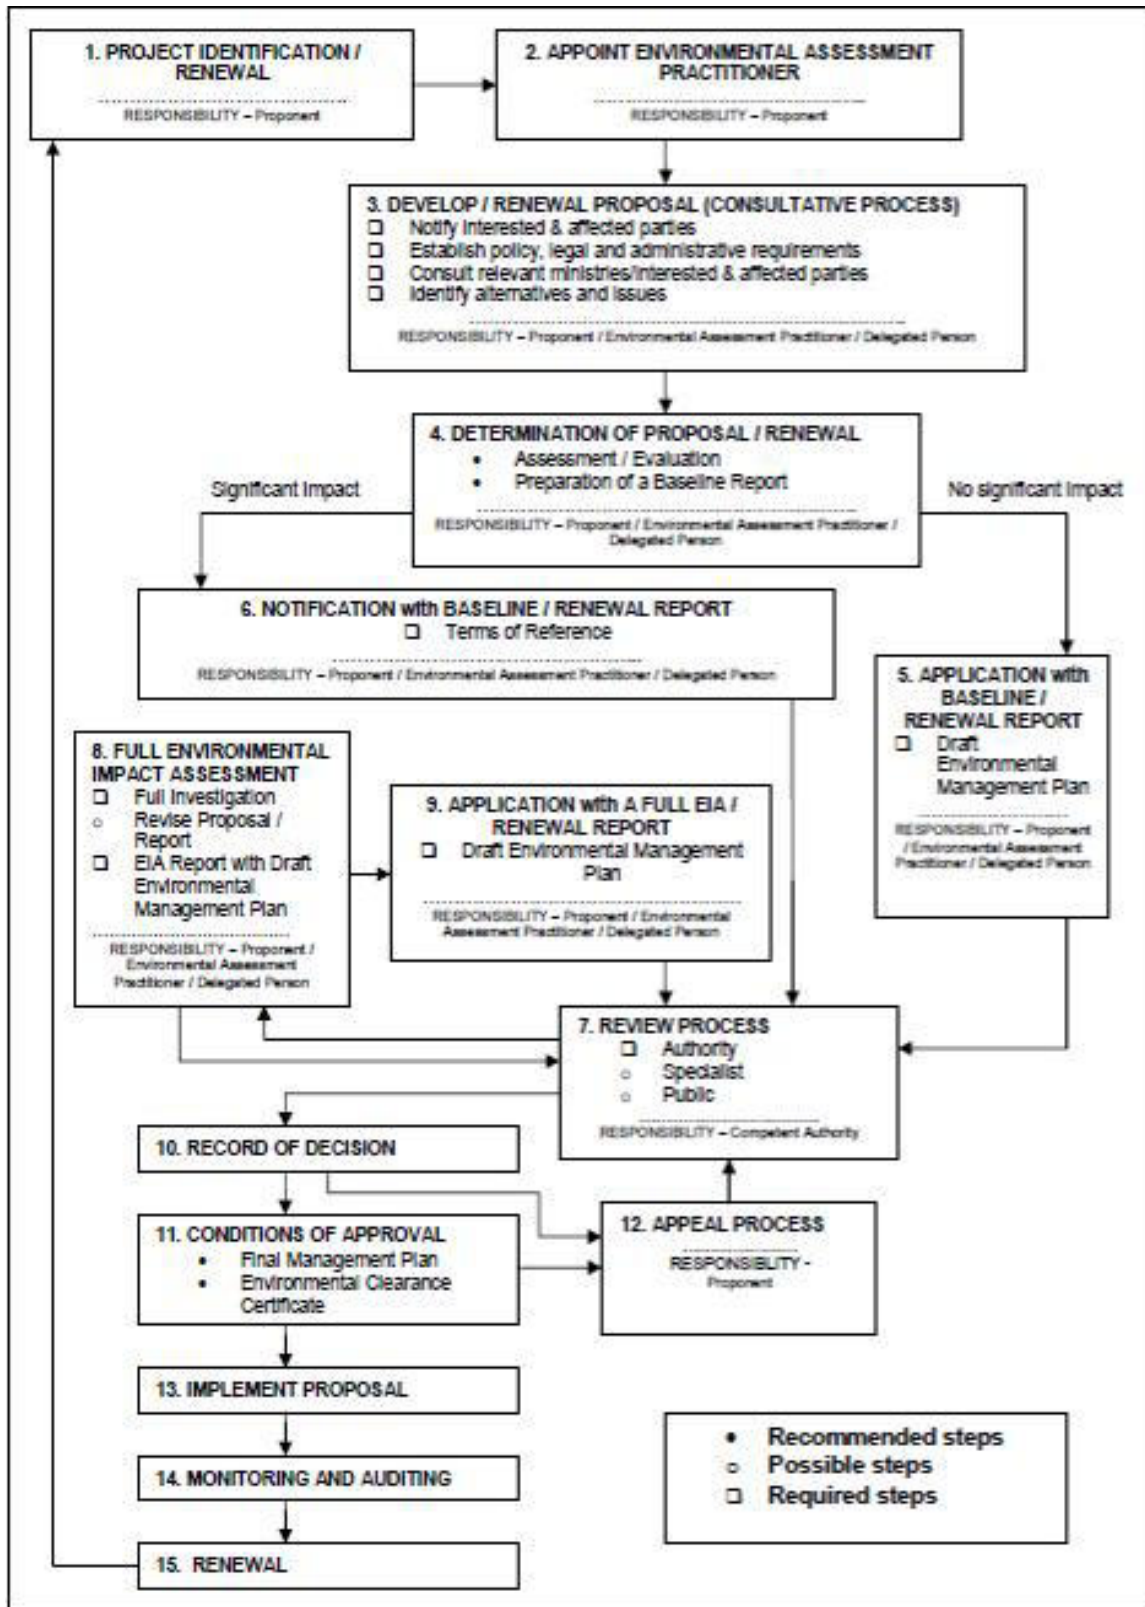 1. PROJECT IDENTIFICATION /
RENEWAL
RESPONSIBILITY – Proponent
2. APPOINT ENVIRONMENTAL ASSESSMENT
PRACTITIONER
RESPONSIBILITY – Proponent
3. DEVELOP / RENEWAL PROPOSAL (CONSULTATIVE PROCESS)
❑ Notify interested & affected parties
❑ Establish policy, legal and administrative requirements
❑ Consult relevant ministries/interested & affected parties
❑ Identify alternatives and issues
RESPONSIBILITY – Proponent / Environmental Assessment Practitioner / Delegated Person
4. DETERMINATION OF PROPOSAL / RENEWAL
• Assessment / Evaluation
• Preparation of a Baseline Report
RESPONSIBILITY – Proponent / Environmental Assessment Practitioner /
Delegated Person
Significant Impact
No significant impact
6. NOTIFICATION with BASELINE / RENEWAL REPORT
❑ Terms of Reference
RESPONSIBILITY – Proponent / Environmental Assessment Practitioner / Delegated Person
5. APPLICATION with
BASELINE /
RENEWAL REPORT
❑ Draft
Environmental
Management Plan
RESPONSIBILITY – Proponent
/ Environmental Assessment
Practitioner / Delegated Person
8. FULL ENVIRONMENTAL
IMPACT ASSESSMENT
❑ Full Investigation
o Revise Proposal /
Report
❑ EIA Report with Draft
Environmental
Management Plan
RESPONSIBILITY – Proponent /
Environmental Assessment
Practitioner / Delegated Person
9. APPLICATION with A FULL EIA /
RENEWAL REPORT
❑ Draft Environmental Management
Plan
RESPONSIBILITY – Proponent / Environmental
Assessment Practitioner / Delegated Person
7. REVIEW PROCESS
❑ Authority
o Specialist
o Public
RESPONSIBILITY – Competent Authority
10. RECORD OF DECISION
11. CONDITIONS OF APPROVAL
• Final Management Plan
• Environmental Clearance
Certificate
12. APPEAL PROCESS
RESPONSIBLITY -
Proponent
13. IMPLEMENT PROPOSAL
14. MONITORING AND AUDITING
15. RENEWAL
• Recommended steps
o Possible steps
❑ Required steps